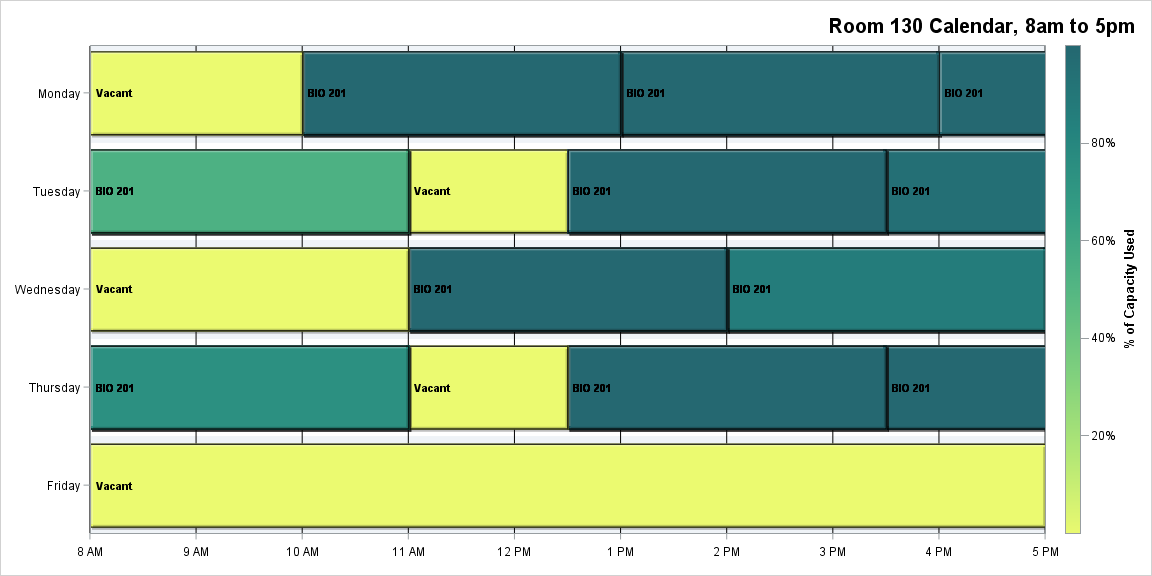 Room 130 Calendar, 8am to 5pm
Monday
Vacant
BIO 201
BIO 201
BIO 201
80%
Tuesday
BIO 201
Vacant
BIO 201
BIO 201
60%
% of Capacity Used
Wednesday
Vacant
BIO 201
BIO 201
40%
Thursday
BIO 201
Vacant
BIO 201
BIO 201
20%
Friday
Vacant
8 AM
9 AM
10 AM
11 AM
12 PM
1 PM
2 PM
3 PM
4 PM
5 PM